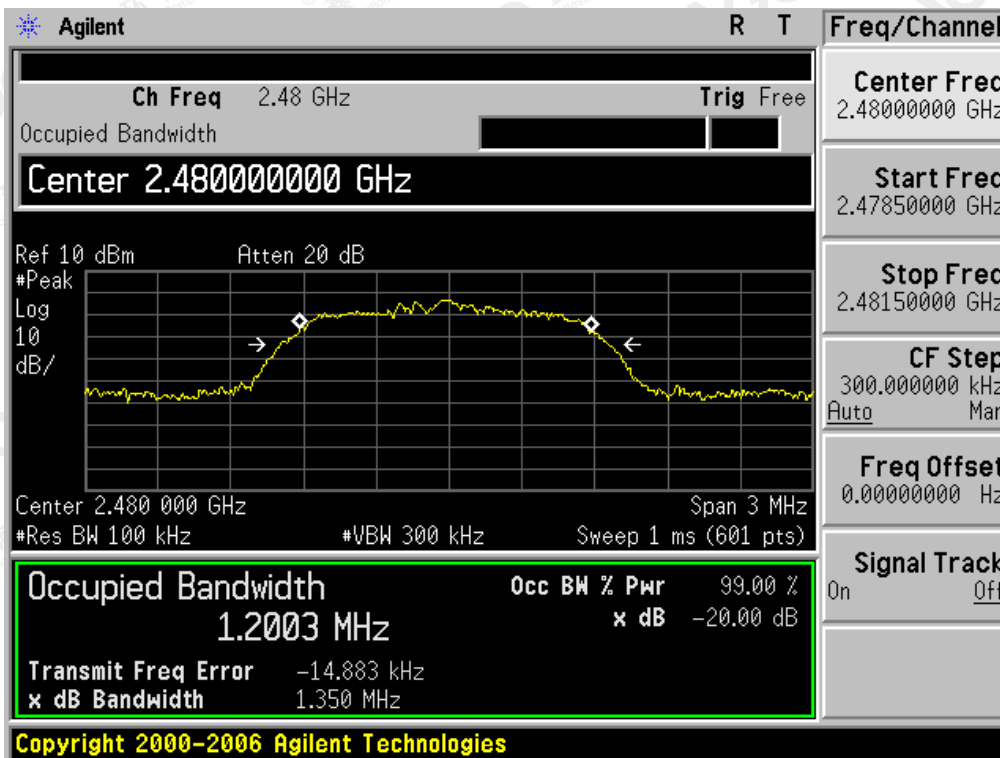 Agilent R T
Ch Freq 2.48 GHz Trig Free
Occupied Bandwidth
Center 2.480000000 GHz
Ref 10 dBm Atten 20 dB
#Peak
Log
10
dB/
Center 2.480 000 GHz Span 3 MHz
#Res BW 100 kHz #VBW 300 kHz Sweep 1 ms (601 pts)
Occupied Bandwidth
1.2003 MHz
Occ BW % Pwr 99.00 %
x dB -20.00 dB
Transmit Freq Error -14.883 kHz
x dB Bandwidth 1.350 MHz
Copyright 2000-2006 Agilent Technologies
Freq/Channel
Center Freq
2.48000000 GHz
Start Freq
2.47850000 GHz
Stop Freq
2.48150000 GHz
CF Step
300.000000 kHz
Auto Man
Freq Offset
0.00000000 Hz
Signal Track
On Off